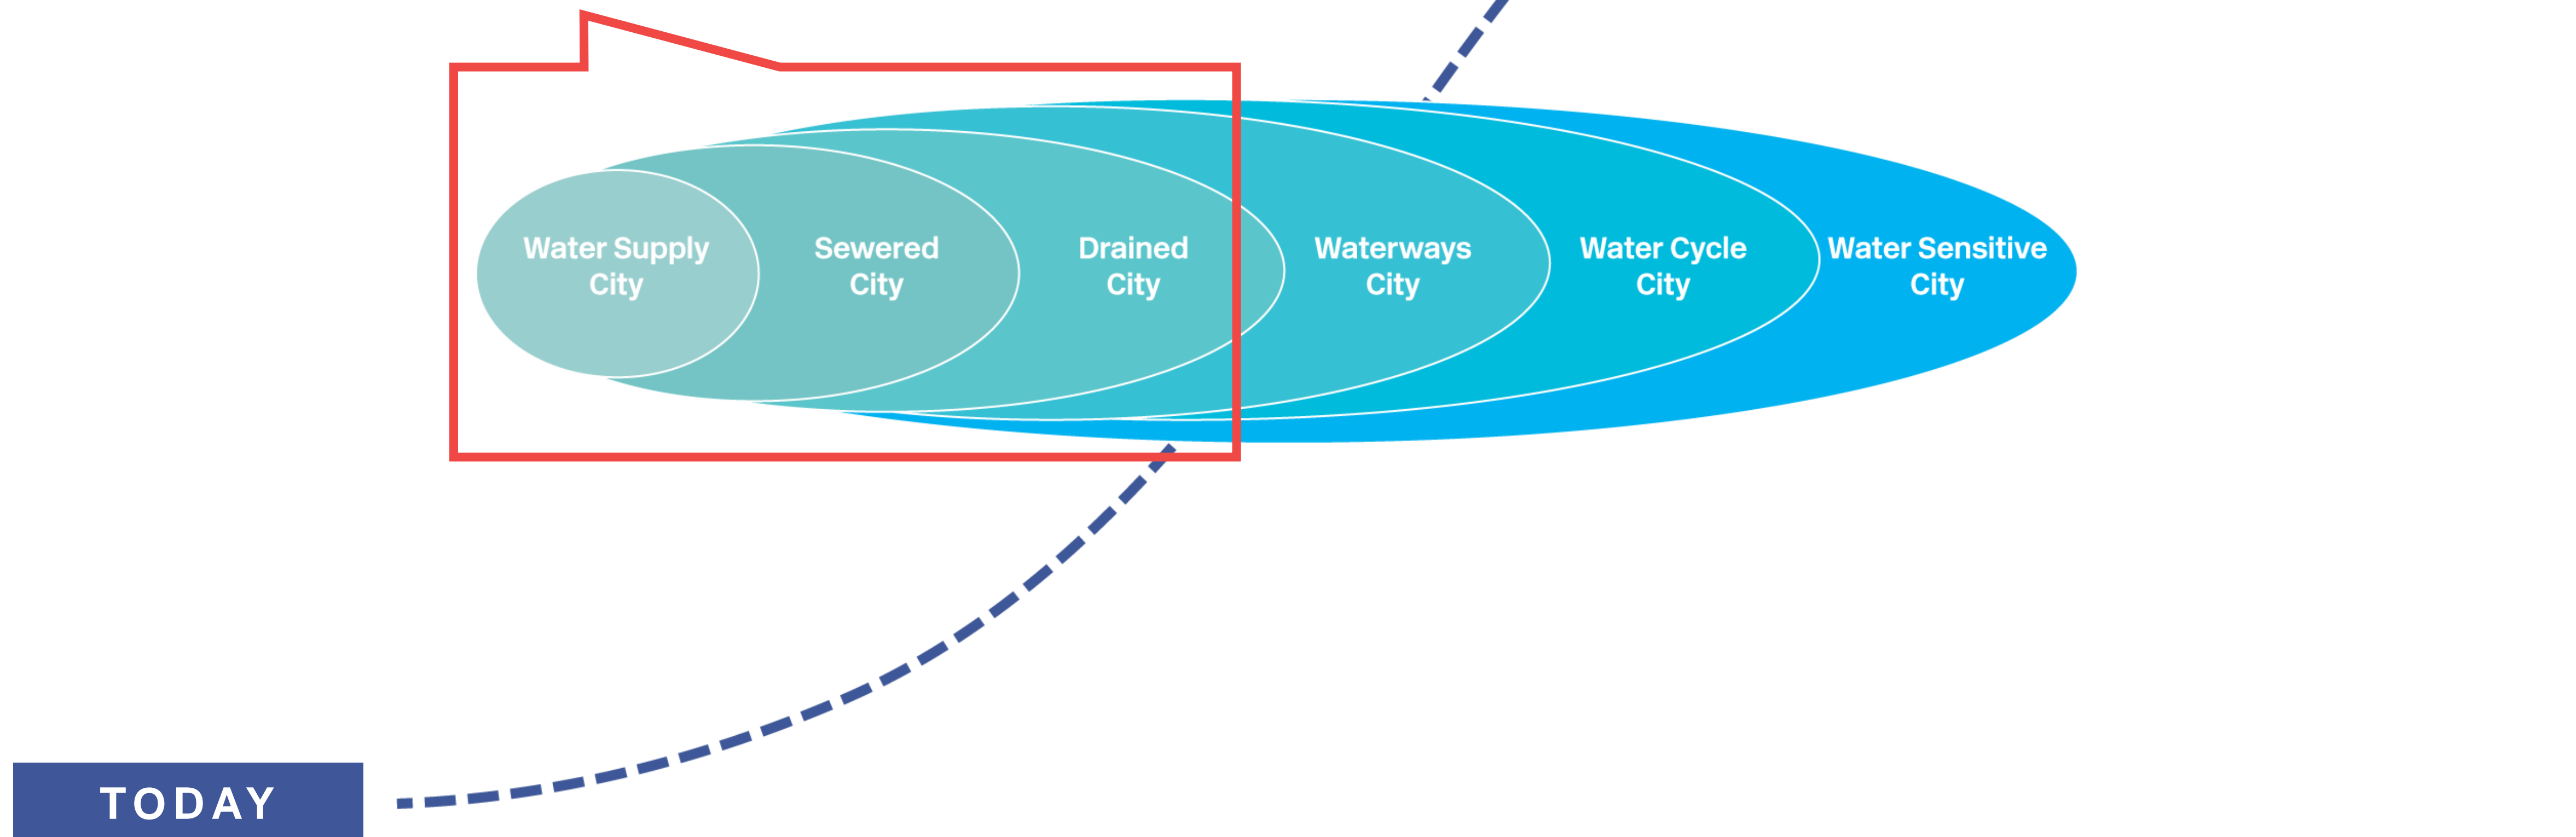 Water Supply
City
Sewered
City
Drained
City
Waterways
City
Water Cycle
City
Water Sensitive
City
TODAY